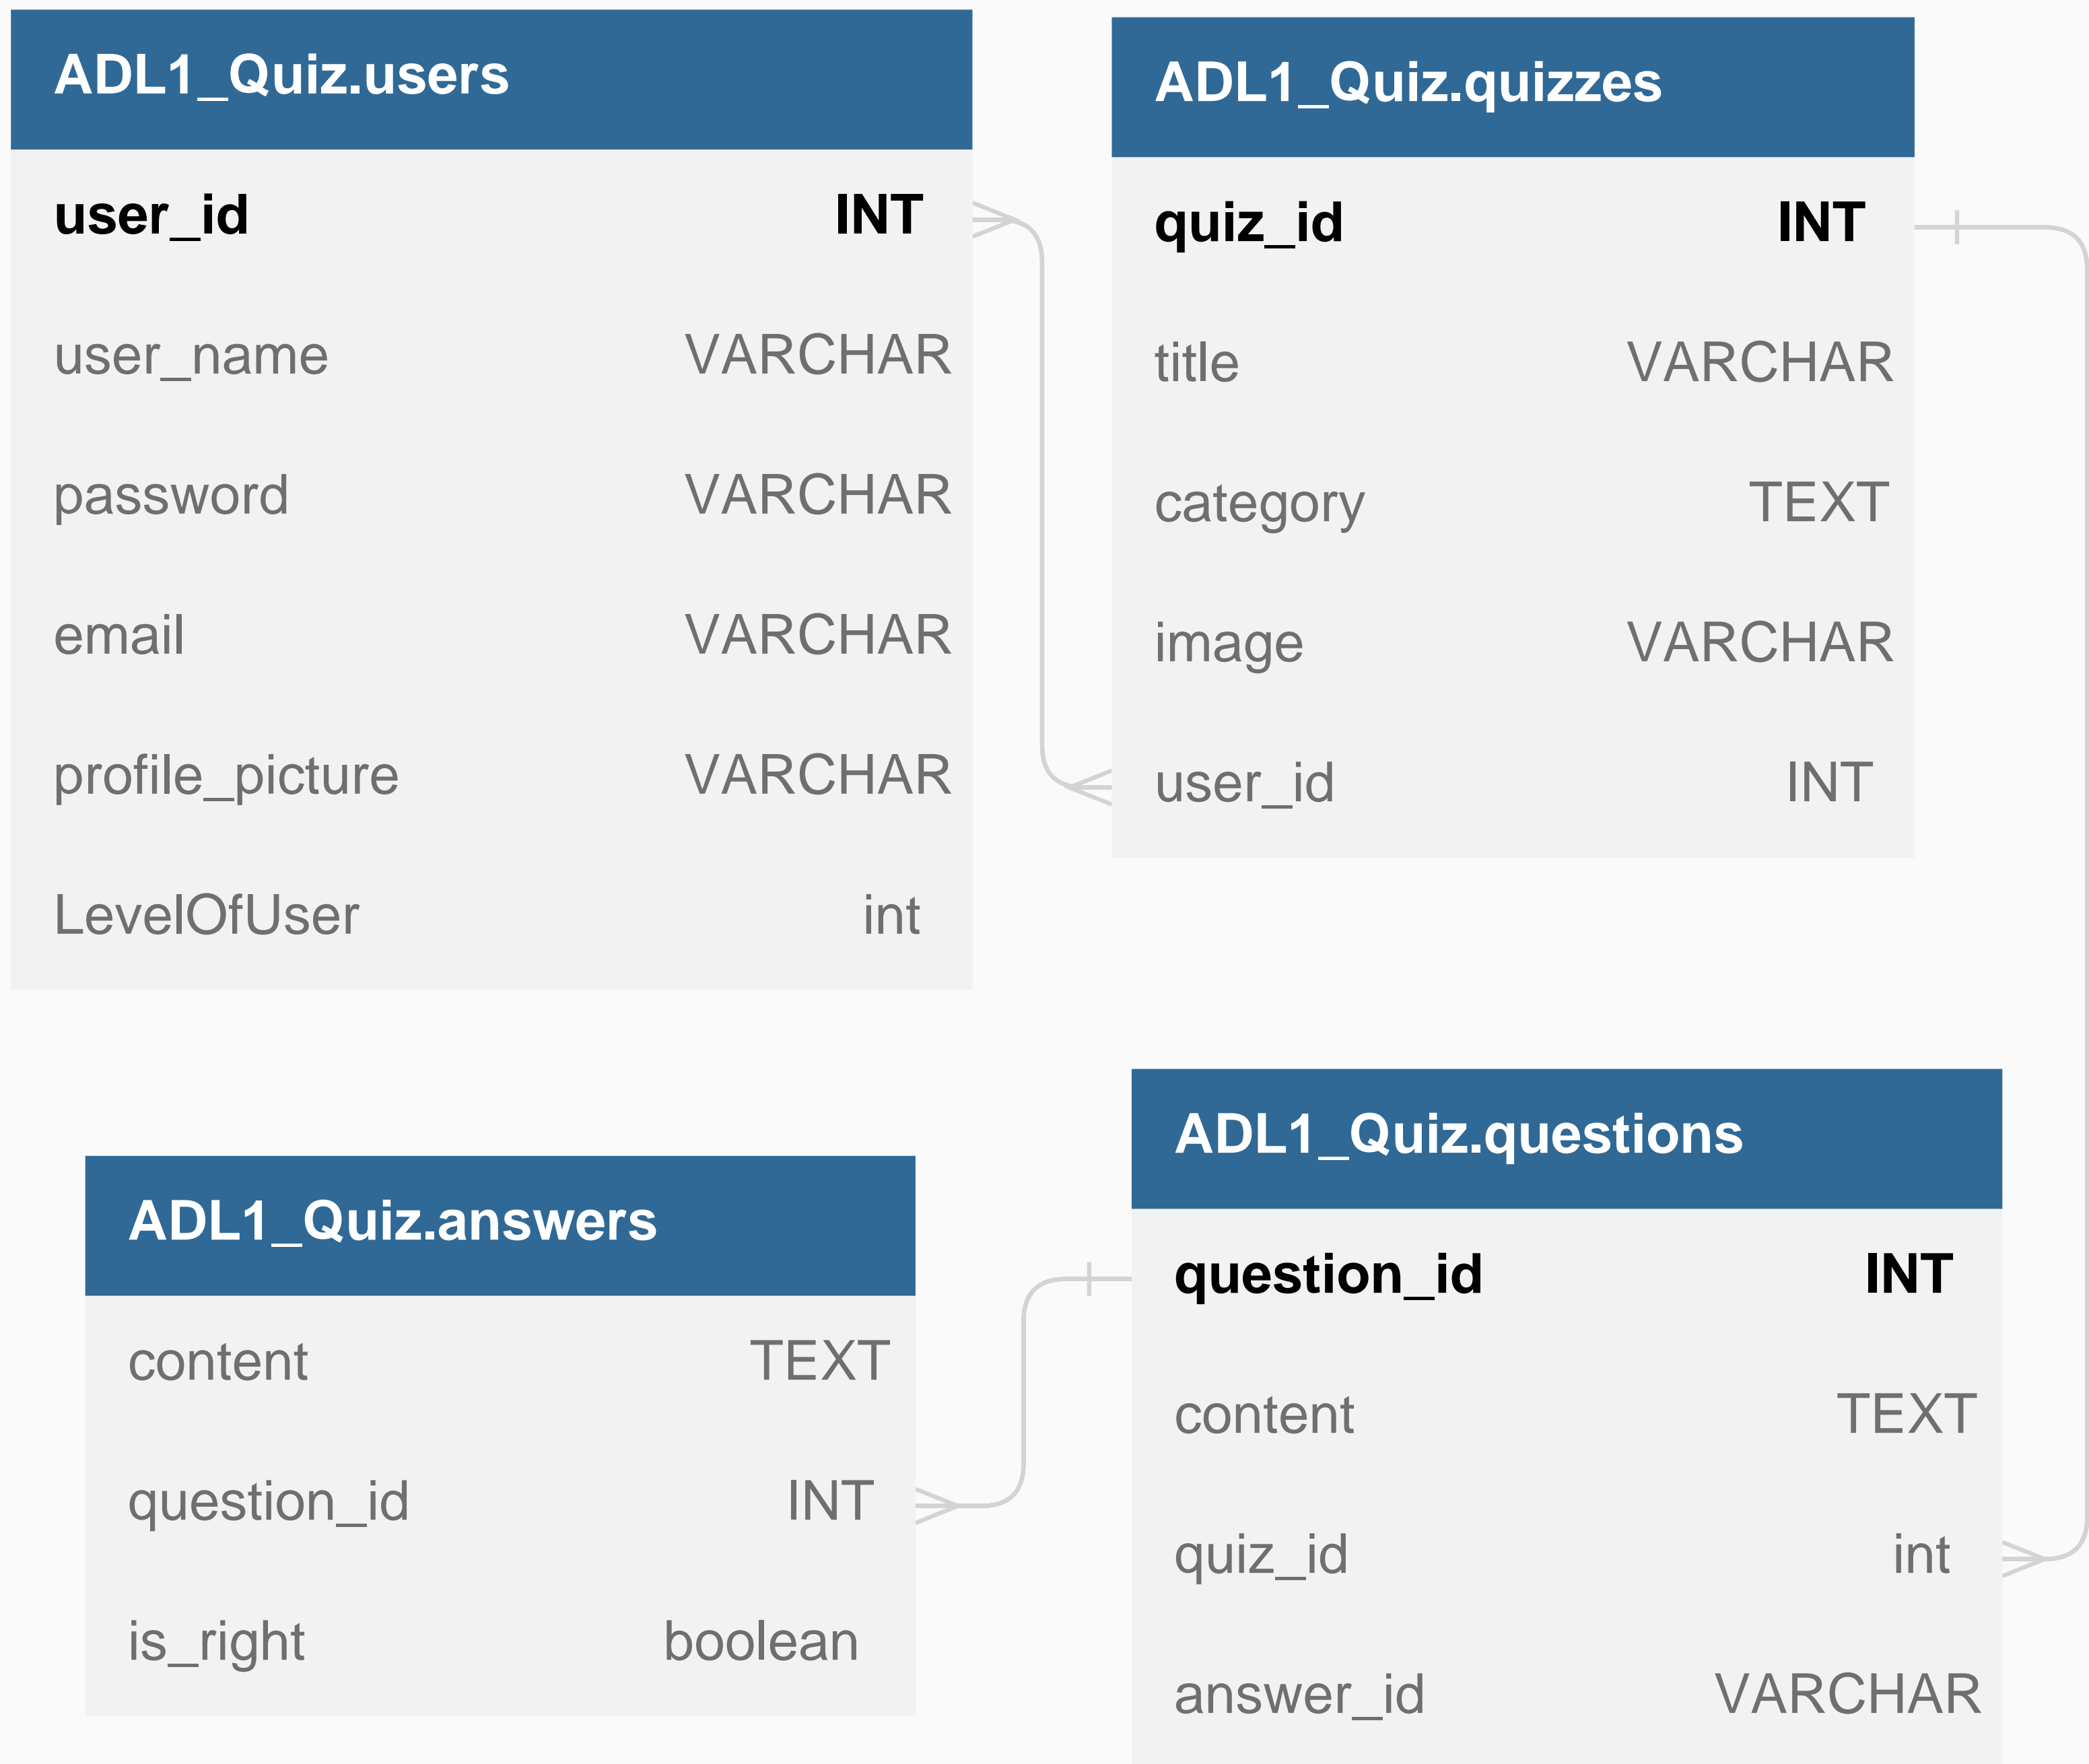 ADL1_Quiz.users
user_id INT
user_name VARCHAR
password VARCHAR
email VARCHAR
profile_picture VARCHAR
LevelOfUser int
ADL1_Quiz.quizzes
quiz_id INT
title VARCHAR
category TEXT
image VARCHAR
user_id INT
ADL1_Quiz.answers
content TEXT
question_id INT
is_right boolean
ADL1_Quiz.questions
question_id INT
content TEXT
quiz_id int
answer_id VARCHAR